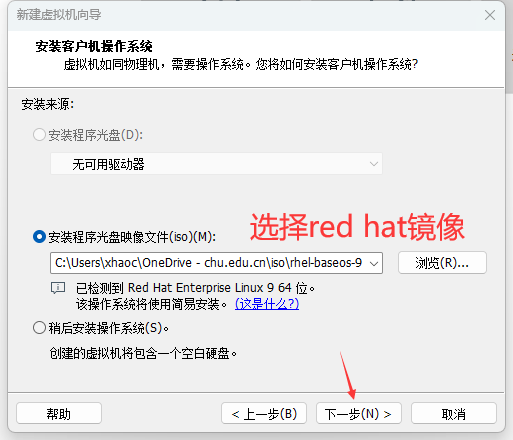 新建虚拟机向导
安装客户机操作系统
虚拟机如同物理机，需要操作系统。您将如何安装客户机操作系统?
安装来源:
安装程序光盘(D):
无可用驱动器
选择red hat镜像
安装程序光盘映像文件(iso)(M):
C:\Users\xhaoc\OneDrive - chu.edu.cn\iso\rhel-baseos-9
浏览(R)...
已检测到 Red Hat Enterprise Linux 9 64 位。
该操作系统将使用简易安装。(这是什么?)
稍后安装操作系统(S)。
创建的虚拟机将包含一个空白硬盘。
帮助
< 上一步(B)
下一步(N) >
取消